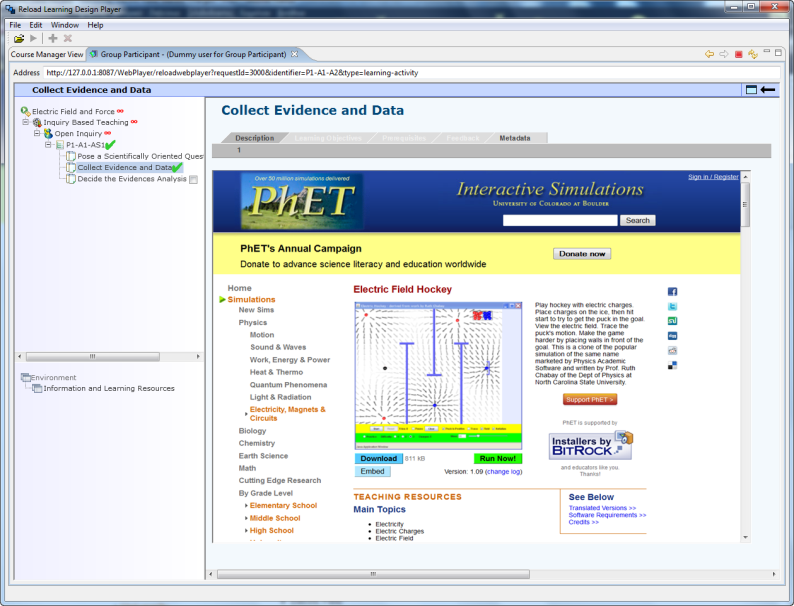 Reload Learning Design Player
File Edit Window Help
Course Manager View
Group Participant - (Dummy user for Group Participant)
Address http://127.0.0.1:8087/WebPlayer/reloadwebplayer?requestId=3000&identifier=P1-A1-A2&type=learning-activity
Collect Evidence and Data
Electric Field and Force
Inquiry Based Teaching
Open Inquiry
P1-A1-AS1
Pose a Scientifically Oriented Ques
Collect Evidence and Data
Decide the Evidences Analysis
Environment
Information and Learning Resources
Collect Evidence and Data
Description Learning Objectives Prerequisites Feedback Metadata
1
Over 50 million simulations delivered
PhET
Interactive Simulations
University of Colorado at Boulder
Sign in / Register
Search
PhET's Annual Campaign
Donate to advance science literacy and education worldwide
Donate now
Home
Simulations
New Sims
Physics
Motion
Sound & Waves
Work, Energy & Power
Heat & Thermo
Quantum Phenomena
Light & Radiation
Electricity, Magnets &
Circuits
Biology
Chemistry
Earth Science
Math
Cutting Edge Research
By Grade Level
Elementary School
Middle School
High School
Electric Field Hockey
Download 811 kB
Run Now!
Embed
Version: 1.09 (change log)
Play hockey with electric charges.
Place charges on the ice, then hit
start to try to get the puck in the goal.
View the electric field. Trace the
puck's motion. Make the game
harder by placing walls in front of the
goal. This is a clone of the popular
simulation of the same name
marketed by Physics Academic
Software and written by Prof. Ruth
Chabay of the Dept of Physics at
North Carolina State University.
Support PhET >
PhET is supported by
Installers by
BITROCK
and educators like you.
Thanks!
TEACHING RESOURCES
Main Topics
Electricity
Electric Charges
Electric Field
See Below
Translated Versions >>
Software Requirements >>
Credits >>